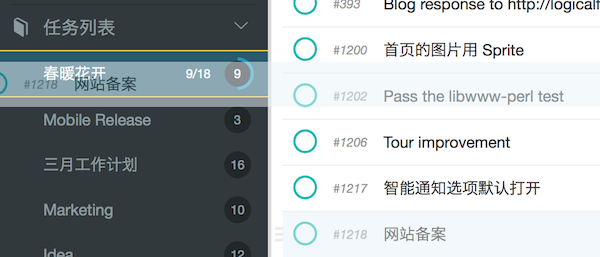 任务列表
春暖花开 9/18 9
#1218 网站备案
Mobile Release 3
三月工作计划 16
Marketing 10
Idea 12
#393 Blog response to http://logicalf
#1200 首页的图片用 Sprite
#1202 Pass the libwww-perl test
#1206 Tour improvement
#1217 智能通知选项默认打开
#1218 网站备案